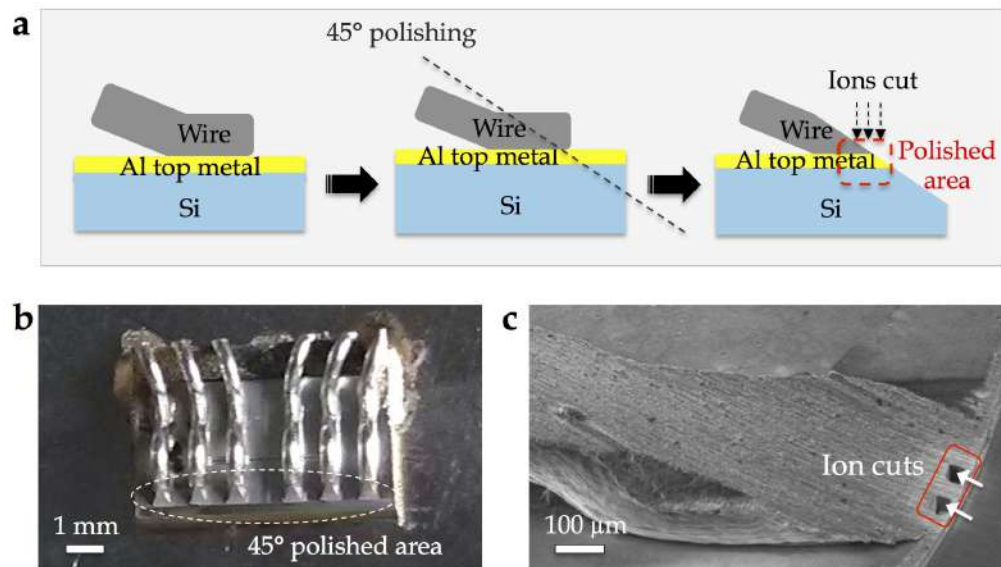 a
45° polishing
Ions cut
Wire
Wire
Wire
Al top metal
Al top metal
Al top metal
Polished
area
Si
Si
Si
b
c
Ion cuts
1 mm
45° polished area
100 µm